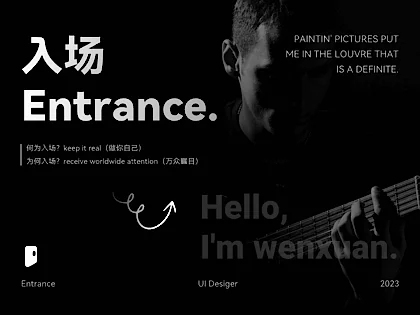 入场
Entrance.
PAINTIN' PICTURES PUT
ME IN THE LOUVRE THAT
IS A DEFINITE.
何为入场？keep it real（做你自己）
为何入场？receive worldwide attention（万众瞩目）
Hello,
I'm wenxuan.
Entrance
UI Desiger
2023